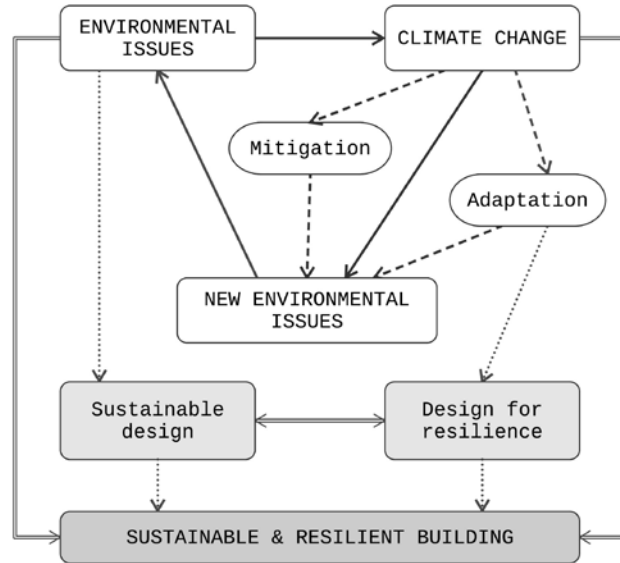 ENVIRONMENTAL
ISSUES
CLIMATE CHANGE
Mitigation
Adaptation
NEW ENVIRONMENTAL
ISSUES
Sustainable
design
Design for
resilience
SUSTAINABLE & RESILIENT BUILDING